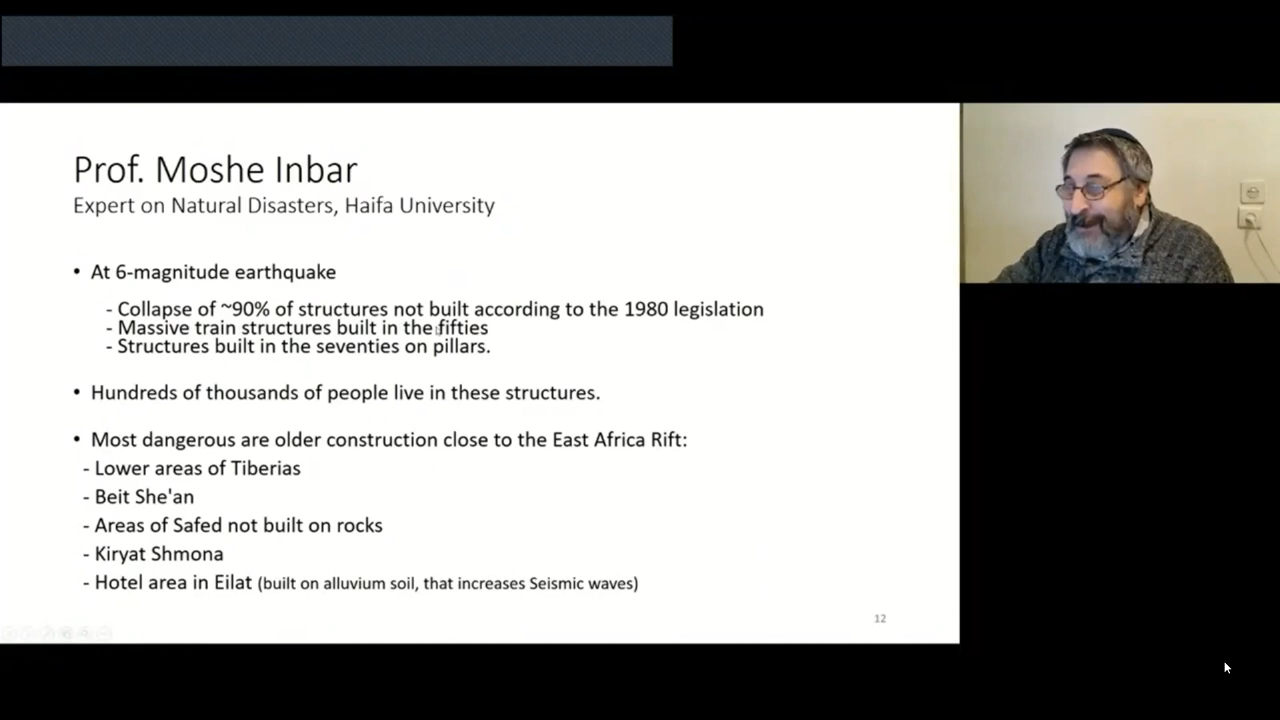 Prof. Moshe Inbar
Expert on Natural Disasters, Haifa University
• At 6-magnitude earthquake
- Collapse of ~90% of structures not built according to the 1980 legislation
- Massive train structures built in the fifties
- Structures built in the seventies on pillars.
• Hundreds of thousands of people live in these structures.
• Most dangerous are older construction close to the East Africa Rift:
- Lower areas of Tiberias
- Beit She'an
- Areas of Safed not built on rocks
- Kiryat Shmona
- Hotel area in Eilat (built on alluvium soil, that increases Seismic waves)
12